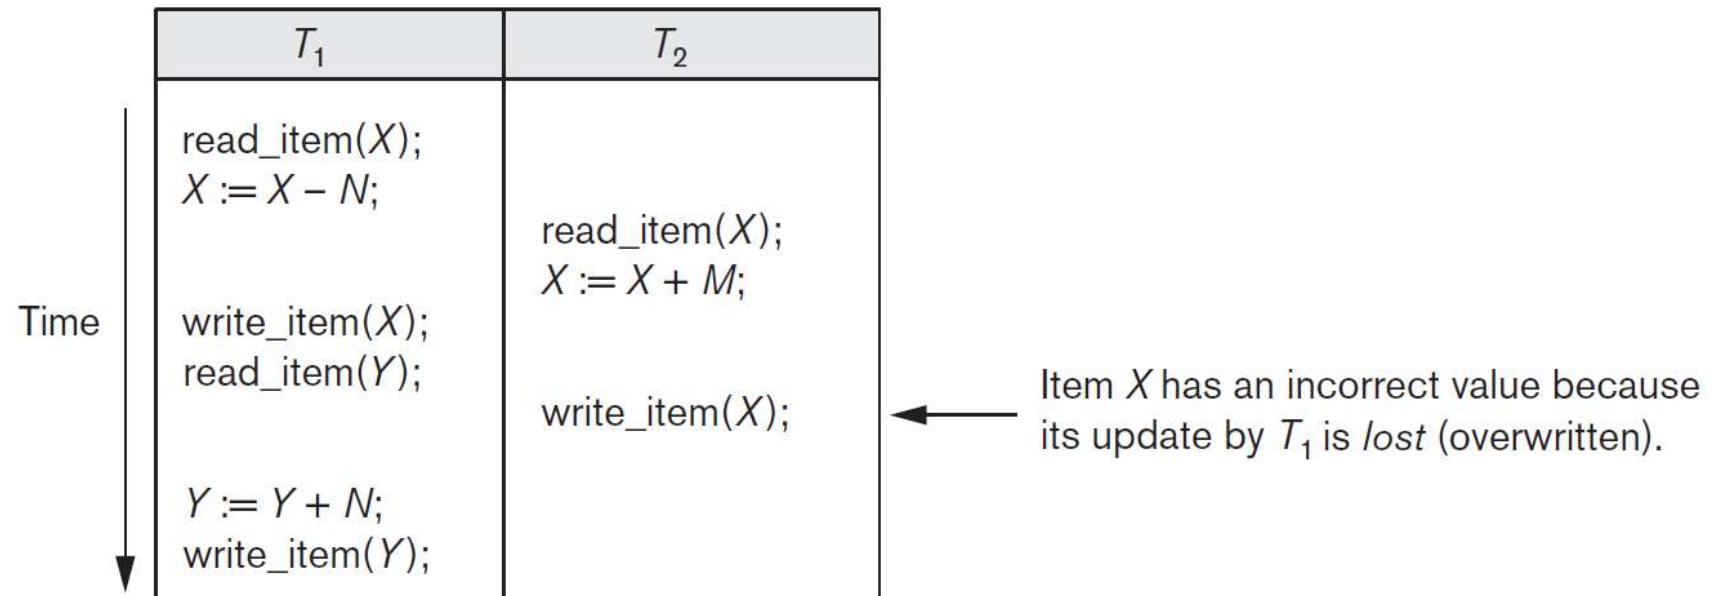 T1 T2
read_item(X);
X := X – N;
read_item(X);
X := X + M;
Time
write_item(X);
read_item(Y);
write_item(X);
Item X has an incorrect value because
its update by T1 is lost (overwritten).
Y := Y + N;
write_item(Y);